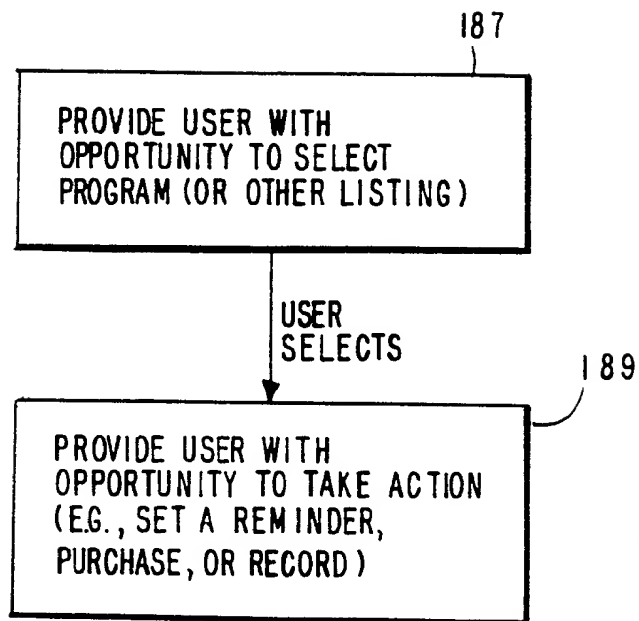 187
PROVIDE USER WITH
OPPORTUNITY TO SELECT
PROGRAM (OR OTHER LISTING)
USER
SELECTS
189
PROVIDE USER WITH
OPPORTUNITY TO TAKE ACTION
(E.G., SET A REMINDER,
PURCHASE, OR RECORD)